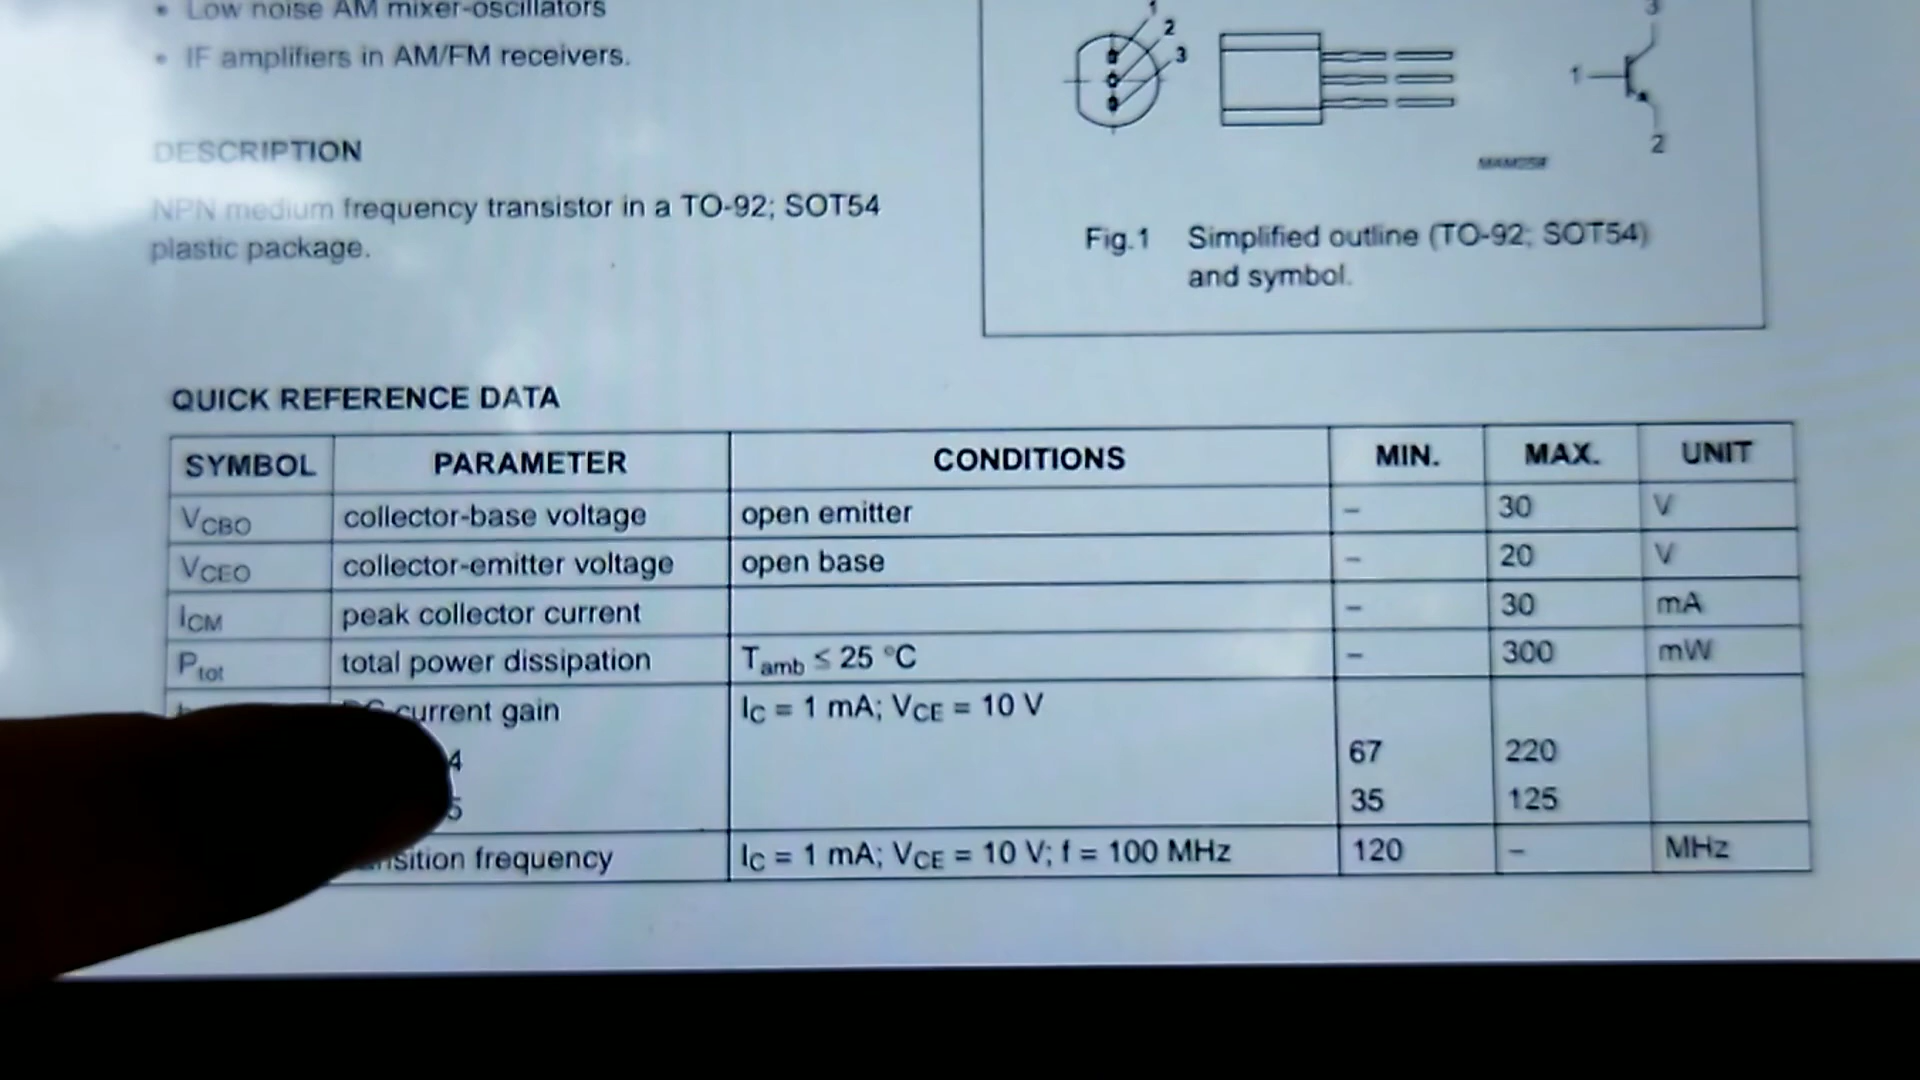 • Low noise AM mixer-oscillators
• IF amplifiers in AM/FM receivers.
DESCRIPTION
NPN medium frequency transistor in a TO-92; SOT54
plastic package.
1
2
3
1
3
2
Fig.1 Simplified outline (TO-92; SOT54)
and symbol.
QUICK REFERENCE DATA
SYMBOL PARAMETER CONDITIONS MIN. MAX. UNIT
VCBO collector-base voltage open emitter – 30 V
VCEO collector-emitter voltage open base – 20 V
ICM peak collector current – 30 mA
Ptot total power dissipation Tamb ≤ 25 °C – 300 mW
current gain IC = 1 mA; VCE = 10 V
4 67 220
5 35 125
nsition frequency IC = 1 mA; VCE = 10 V; f = 100 MHz 120 – MHz